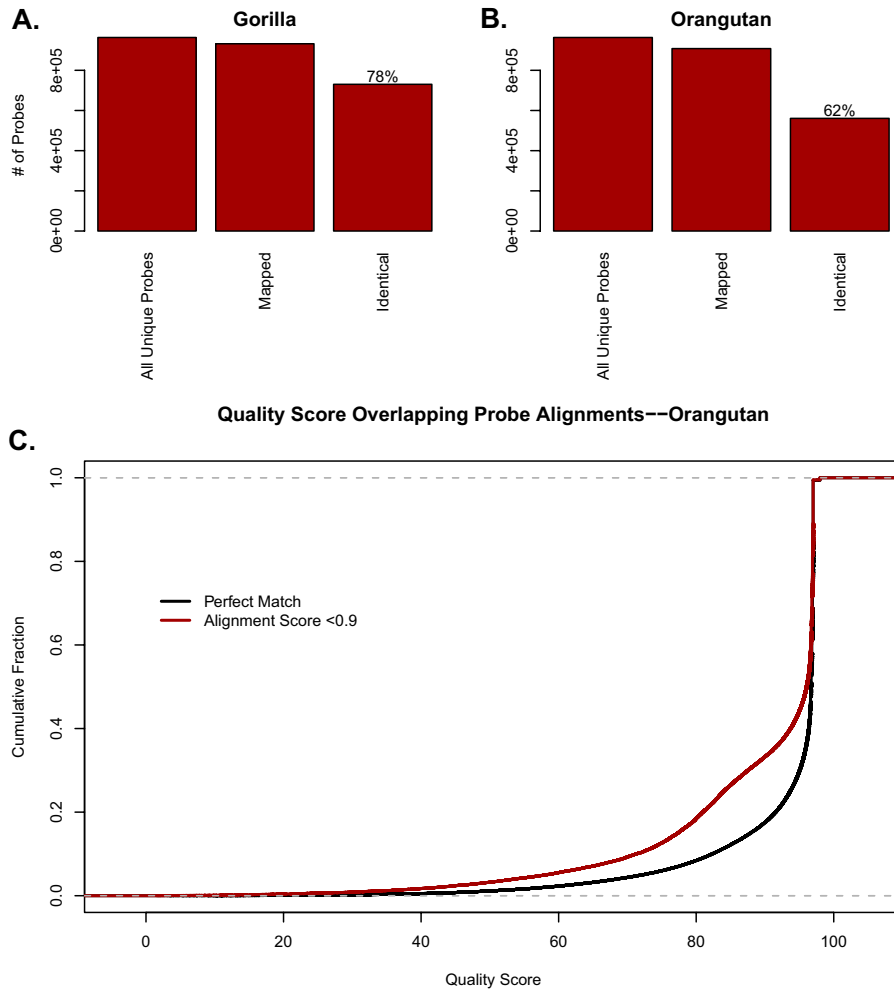 A.
Gorilla
# of Probes
0e+00
4e+05
8e+05
78%
All Unique Probes
Mapped
Identical
B.
Orangutan
0e+00
4e+05
8e+05
62%
All Unique Probes
Mapped
Identical
Quality Score Overlapping Probe Alignments−−Orangutan
C.
Cumulative Fraction
1.0
0.8
0.6
0.4
0.2
0.0
Perfect Match
Alignment Score <0.9
0 20 40 60 80 100
Quality Score